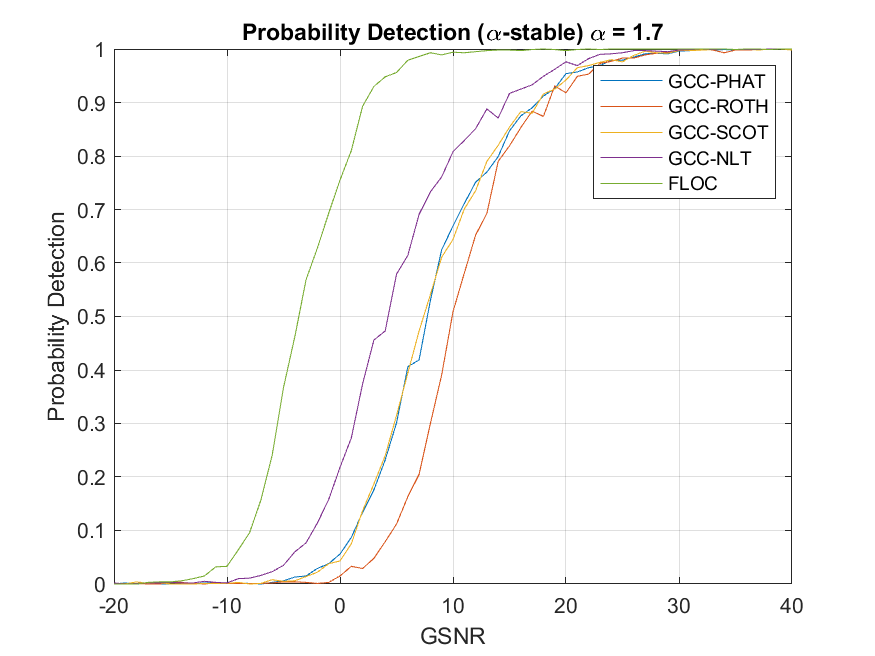 Probability Detection (α-stable) α = 1.7
1
0.9
0.8
0.7
0.6
0.5
0.4
0.3
0.2
0.1
0
Probability Detection
GCC-PHAT
GCC-ROTH
GCC-SCOT
GCC-NLT
FLOC
-20 -10 0 10 20 30 40
GSNR